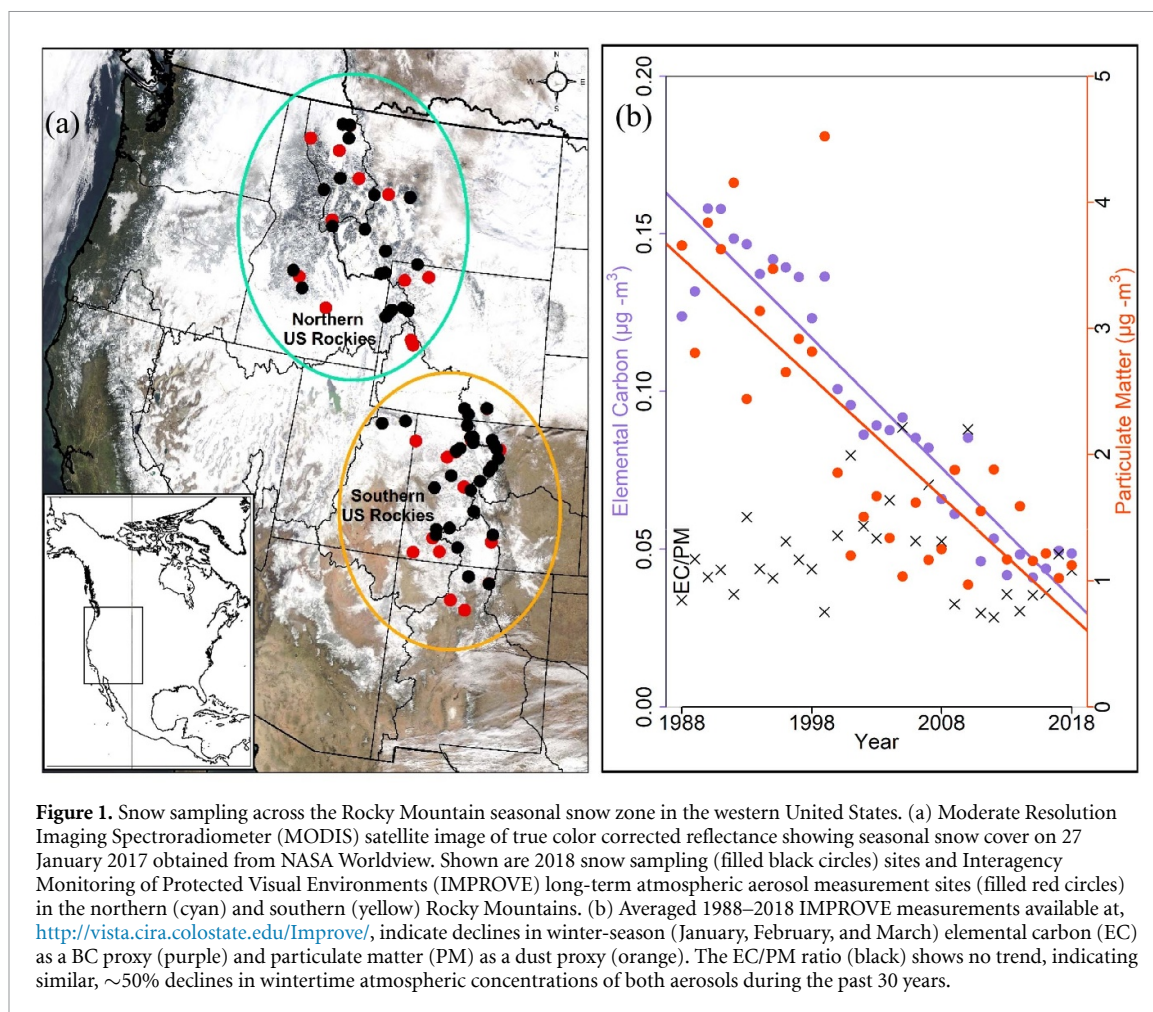 (a)
N
W
E
S
Northern
US Rockies
Southern
US Rockies
(b)
0.20
0.15
0.10
0.05
0.00
Elemental Carbon (µg -m³)
EC/PM
5
4
3
2
1
0
Particulate Matter (µg -m³)
1988
1998
2008
2018
Year
Figure 1. Snow sampling across the Rocky Mountain seasonal snow zone in the western United States. (a) Moderate Resolution
Imaging Spectroradiometer (MODIS) satellite image of true color corrected reflectance showing seasonal snow cover on 27
January 2017 obtained from NASA Worldview. Shown are 2018 snow sampling (filled black circles) sites and Interagency
Monitoring of Protected Visual Environments (IMPROVE) long-term atmospheric aerosol measurement sites (filled red circles)
in the northern (cyan) and southern (yellow) Rocky Mountains. (b) Averaged 1988–2018 IMPROVE measurements available at,
http://vista.cira.colostate.edu/Improve/, indicate declines in winter-season (January, February, and March) elemental carbon (EC)
as a BC proxy (purple) and particulate matter (PM) as a dust proxy (orange). The EC/PM ratio (black) shows no trend, indicating
similar, ∼50% declines in wintertime atmospheric concentrations of both aerosols during the past 30 years.